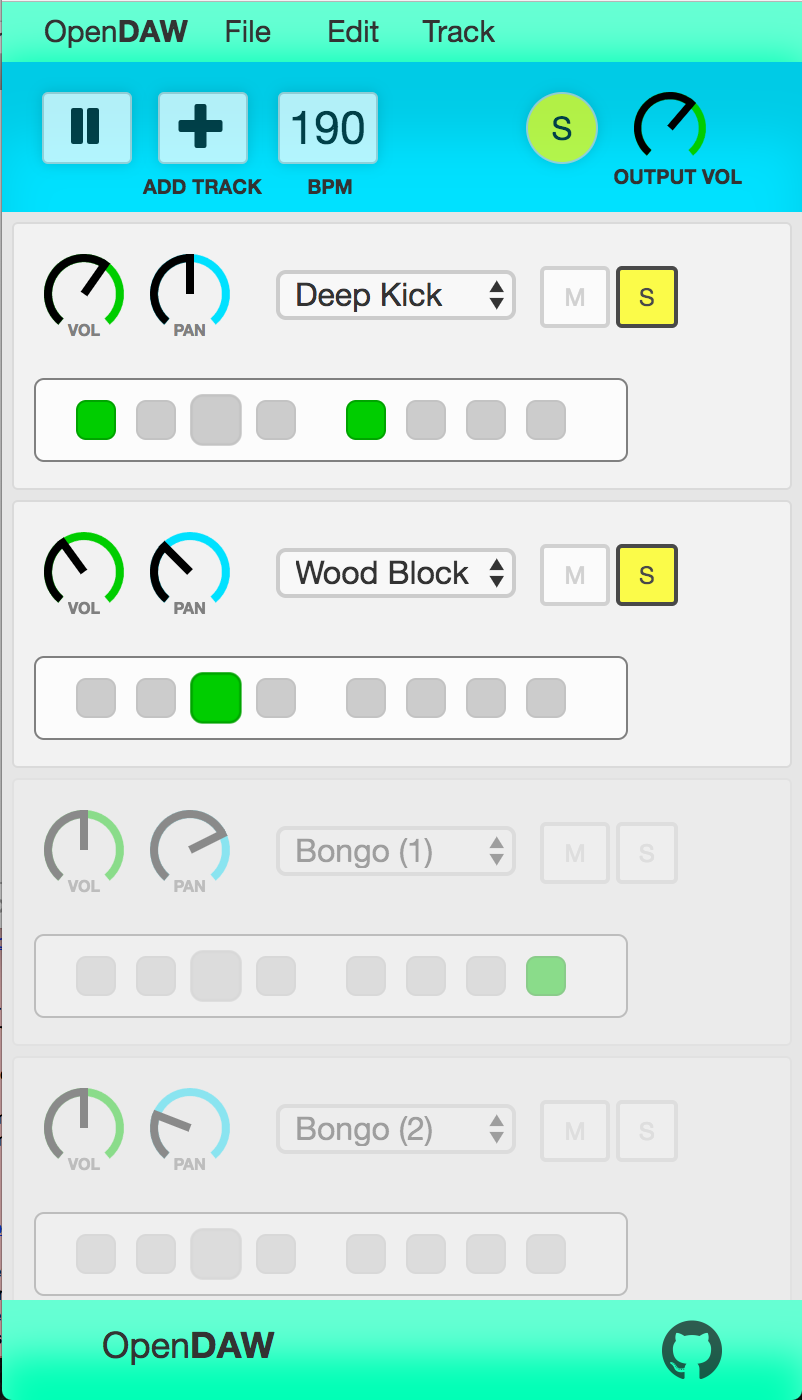 OpenDAW File Edit Track
190 S
ADD TRACK BPM OUTPUT VOL
Deep Kick M S
VOL PAN
Wood Block M S
VOL PAN
Bongo (1) M S
VOL PAN
Bongo (2) M S
VOL PAN
OpenDAW